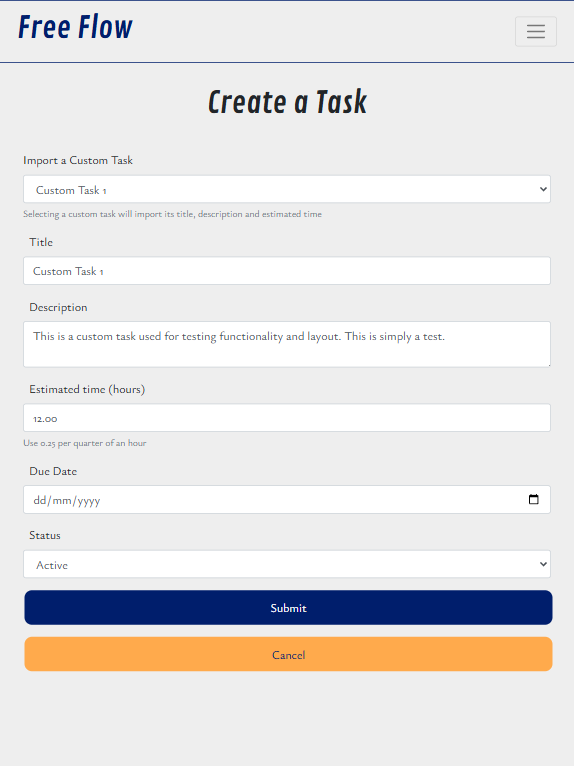 Free Flow
Create a Task
Import a Custom Task
Custom Task 1
Selecting a custom task will import its title, description and estimated time
Title
Custom Task 1
Description
This is a custom task used for testing functionality and layout. This is simply a test.
Estimated time (hours)
12.00
Use 0.25 per quarter of an hour
Due Date
dd/mm/yyyy
Status
Active
Submit
Cancel